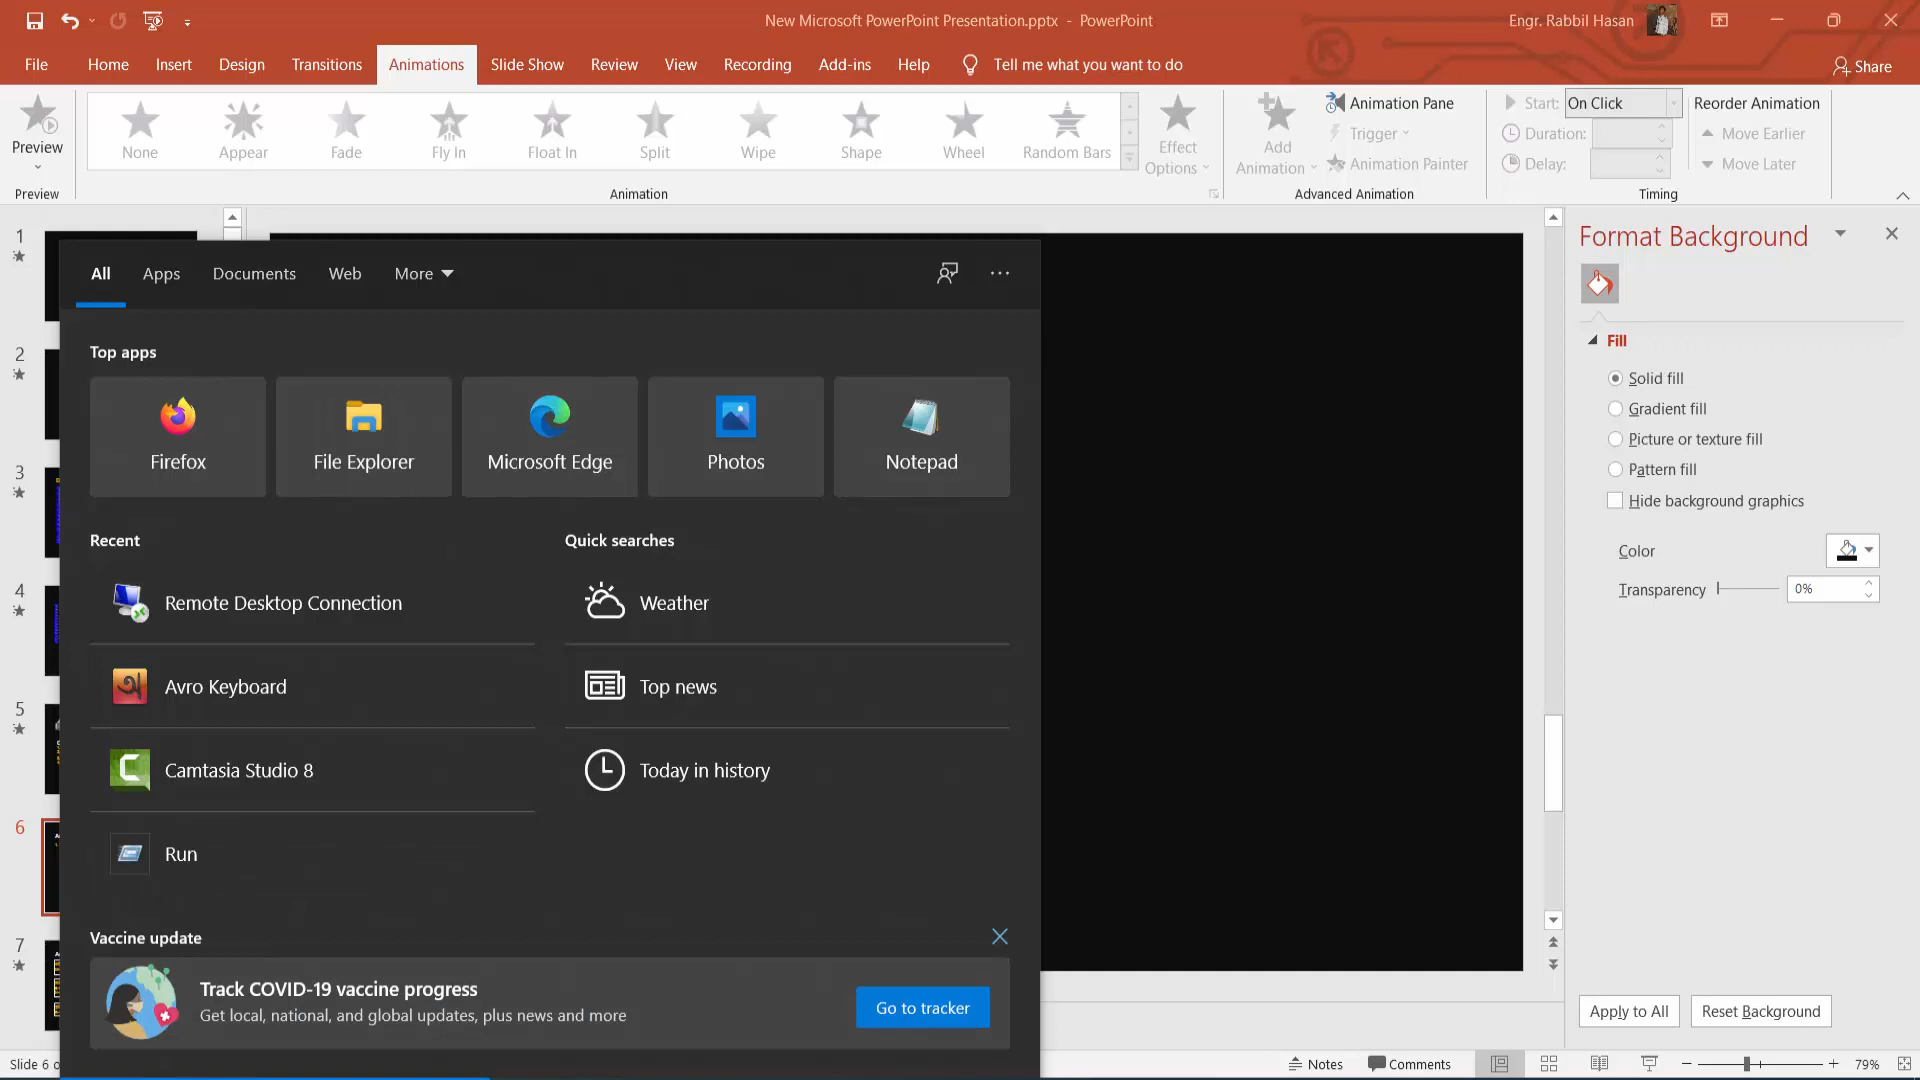 New Microsoft PowerPoint Presentation.pptx - PowerPoint
Engr. Rabbil Hasan
File Home Insert Design Transitions Animations Slide Show Review View Recording Add-ins Help Tell me what you want to do
Share
Preview
None Appear Fade Fly In Float In Split Wipe Shape Wheel Random Bars
Effect Options
Add Animation
Animation Pane
Trigger
Animation Painter
Start: On Click
Duration:
Delay:
Reorder Animation
Move Earlier
Move Later
Preview
Animation
Advanced Animation
Timing
1
2
3
4
5
6
7
All Apps Documents Web More
Top apps
Firefox File Explorer Microsoft Edge Photos Notepad
Recent
Remote Desktop Connection
Avro Keyboard
Camtasia Studio 8
Run
Quick searches
Weather
Top news
Today in history
Vaccine update
Track COVID-19 vaccine progress
Get local, national, and global updates, plus news and more
Go to tracker
Format Background
Fill
Solid fill
Gradient fill
Picture or texture fill
Pattern fill
Hide background graphics
Color
Transparency 0%
Apply to All
Reset Background
Slide 6
Notes
Comments
79%